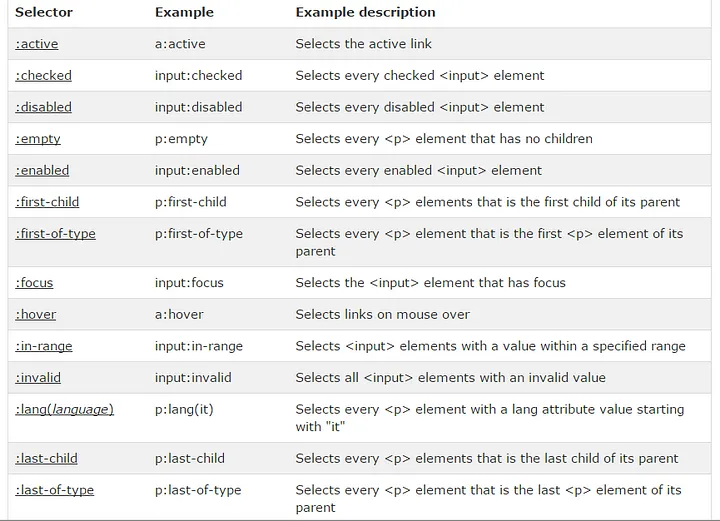 Selector Example Example description
:active a:active Selects the active link
:checked input:checked Selects every checked <input> element
:disabled input:disabled Selects every disabled <input> element
:empty p:empty Selects every <p> element that has no children
:enabled input:enabled Selects every enabled <input> element
:first-child p:first-child Selects every <p> elements that is the first child of its parent
:first-of-type p:first-of-type Selects every <p> element that is the first <p> element of its
parent
:focus input:focus Selects the <input> element that has focus
:hover a:hover Selects links on mouse over
:in-range input:in-range Selects <input> elements with a value within a specified range
:invalid input:invalid Selects all <input> elements with an invalid value
:lang(language) p:lang(it) Selects every <p> element with a lang attribute value starting
with "it"
:last-child p:last-child Selects every <p> elements that is the last child of its parent
:last-of-type p:last-of-type Selects every <p> element that is the last <p> element of its
parent